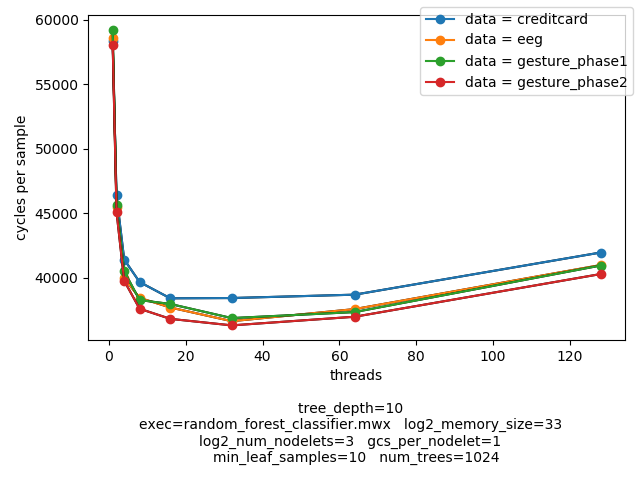 60000
55000
50000
45000
40000
cycles per sample
data = creditcard
data = eeg
data = gesture_phase1
data = gesture_phase2
0 20 40 60 80 100 120
threads
tree_depth=10
exec=random_forest_classifier.mwx log2_memory_size=33
log2_num_nodelets=3 gcs_per_nodelet=1
min_leaf_samples=10 num_trees=1024